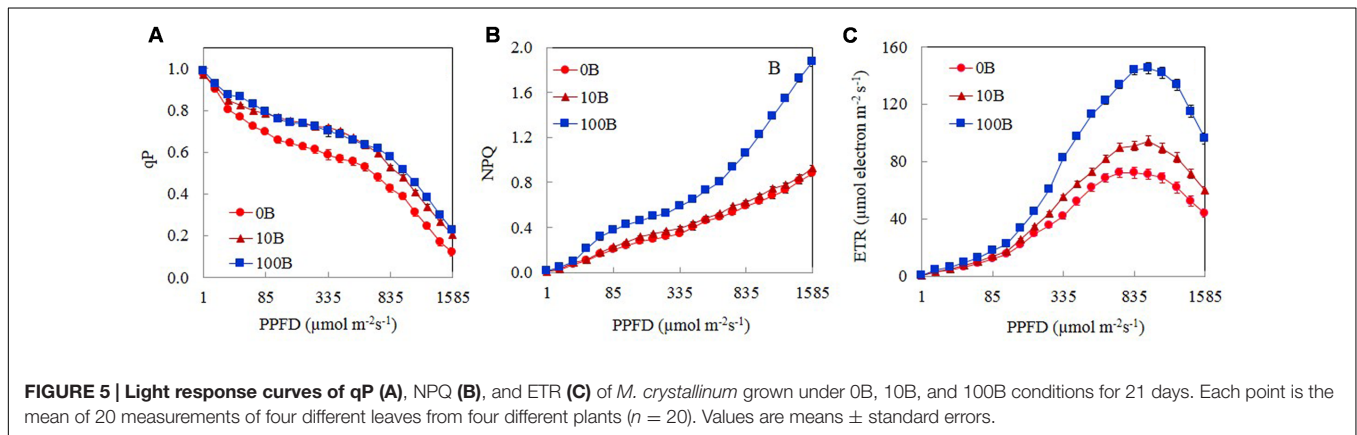 A
1.0
0.8
0.6
0.4
0.2
0.0
qP
0B
10B
100B
1 85 335 835 1585
PPFD (µmol m-2s-1)
B
2.0
1.6
1.2
0.8
0.4
0.0
NPQ
B
0B
10B
100B
1 85 335 835 1585
PPFD (µmol m-2s-1)
C
160
120
80
40
0
ETR (µmol electron m-2 s-1)
0B
10B
100B
1 85 335 835 1585
PPFD (µmol m-2s-1)
FIGURE 5 | Light response curves of qP (A), NPQ (B), and ETR (C) of M. crystallinum grown under 0B, 10B, and 100B conditions for 21 days. Each point is the
mean of 20 measurements of four different leaves from four different plants (n = 20). Values are means ± standard errors.